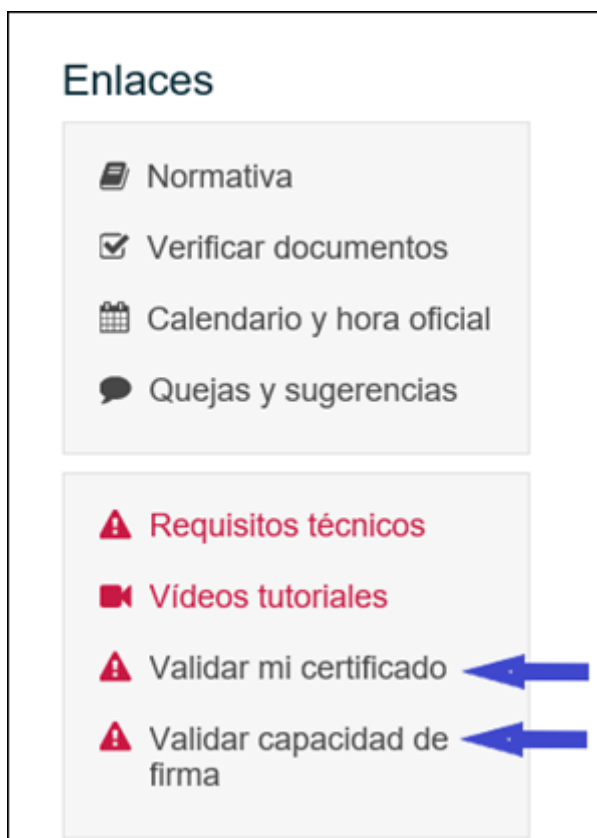 Enlaces
Normativa
Verificar documentos
Calendario y hora oficial
Quejas y sugerencias
Requisitos técnicos
Vídeos tutoriales
Validar mi certificado
Validar capacidad de
firma